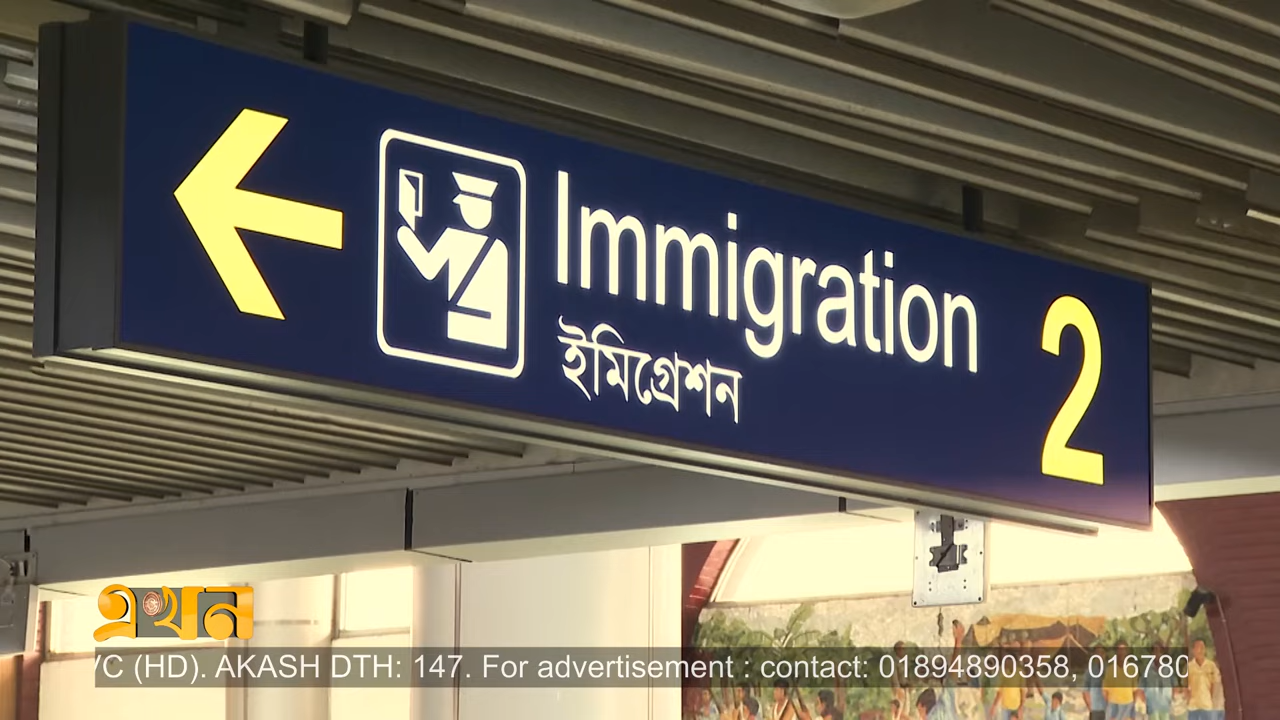 Immigration
ইমিগ্রেশন
2
এখন
VC (HD). AKASH DTH: 147. For advertisement : contact: 01894890358, 016780